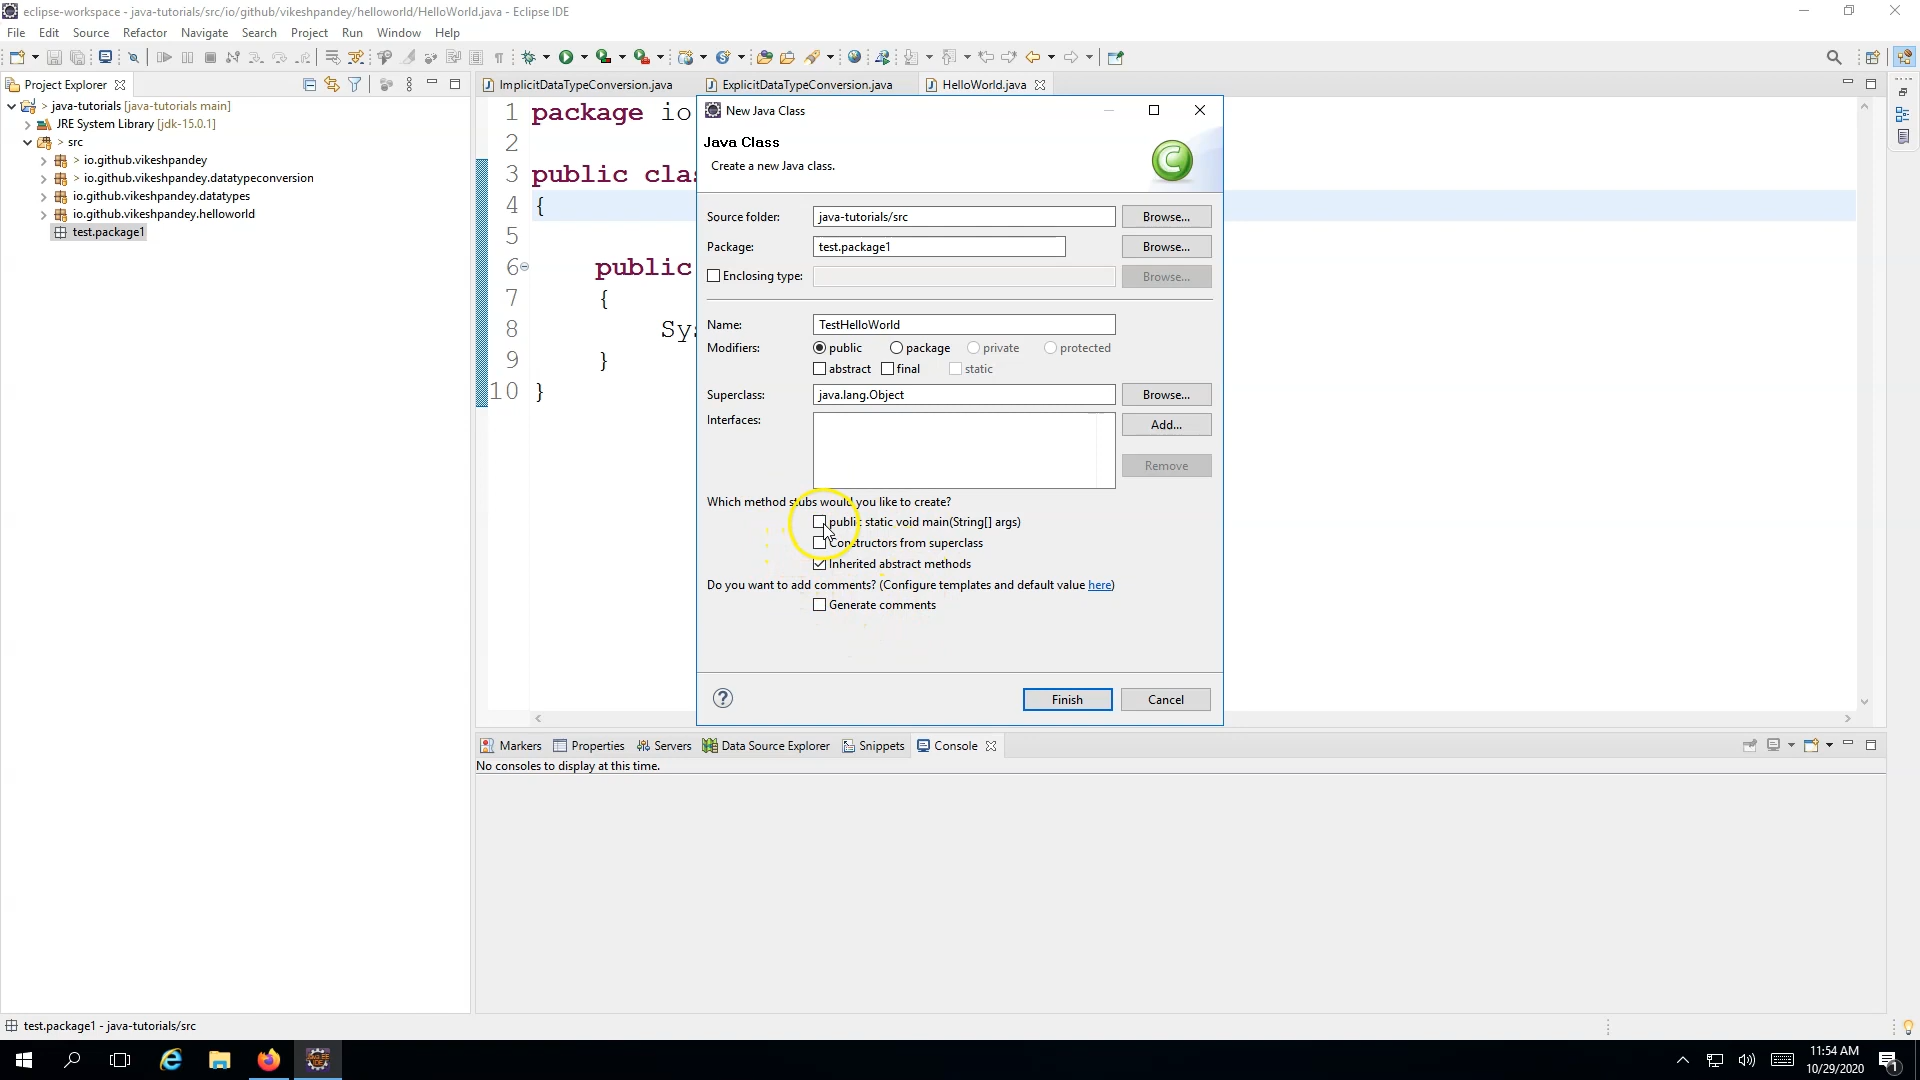 eclipse-workspace - java-tutorials/src/io/github/vikeshpandey/helloworld/HelloWorld.java - Eclipse IDE
File Edit Source Refactor Navigate Search Project Run Window Help
Project Explorer
ImplicitDataTypeConversion.java ExplicitDataTypeConversion.java HelloWorld.java
> java-tutorials [java-tutorials main]
JRE System Library [jdk-15.0.1]
> src
> io.github.vikeshpandey
> io.github.vikeshpandey.datatypeconversion
io.github.vikeshpandey.datatypes
io.github.vikeshpandey.helloworld
test.package1
1 package io
2
3 public clas
4 {
5
6 public
7 {
8 Sys
9 }
10 }
New Java Class
Java Class
Create a new Java class.
Source folder: java-tutorials/src Browse...
Package: test.package1 Browse...
Enclosing type: Browse...
Name: TestHelloWorld
Modifiers: public package private protected
abstract final static
Superclass: java.lang.Object Browse...
Interfaces: Add...
Remove
Which method stubs would you like to create?
public static void main(String[] args)
Constructors from superclass
Inherited abstract methods
Do you want to add comments? (Configure templates and default value here)
Generate comments
Finish Cancel
Markers Properties Servers Data Source Explorer Snippets Console
No consoles to display at this time.
test.package1 - java-tutorials/src
11:54 AM
10/29/2020
1